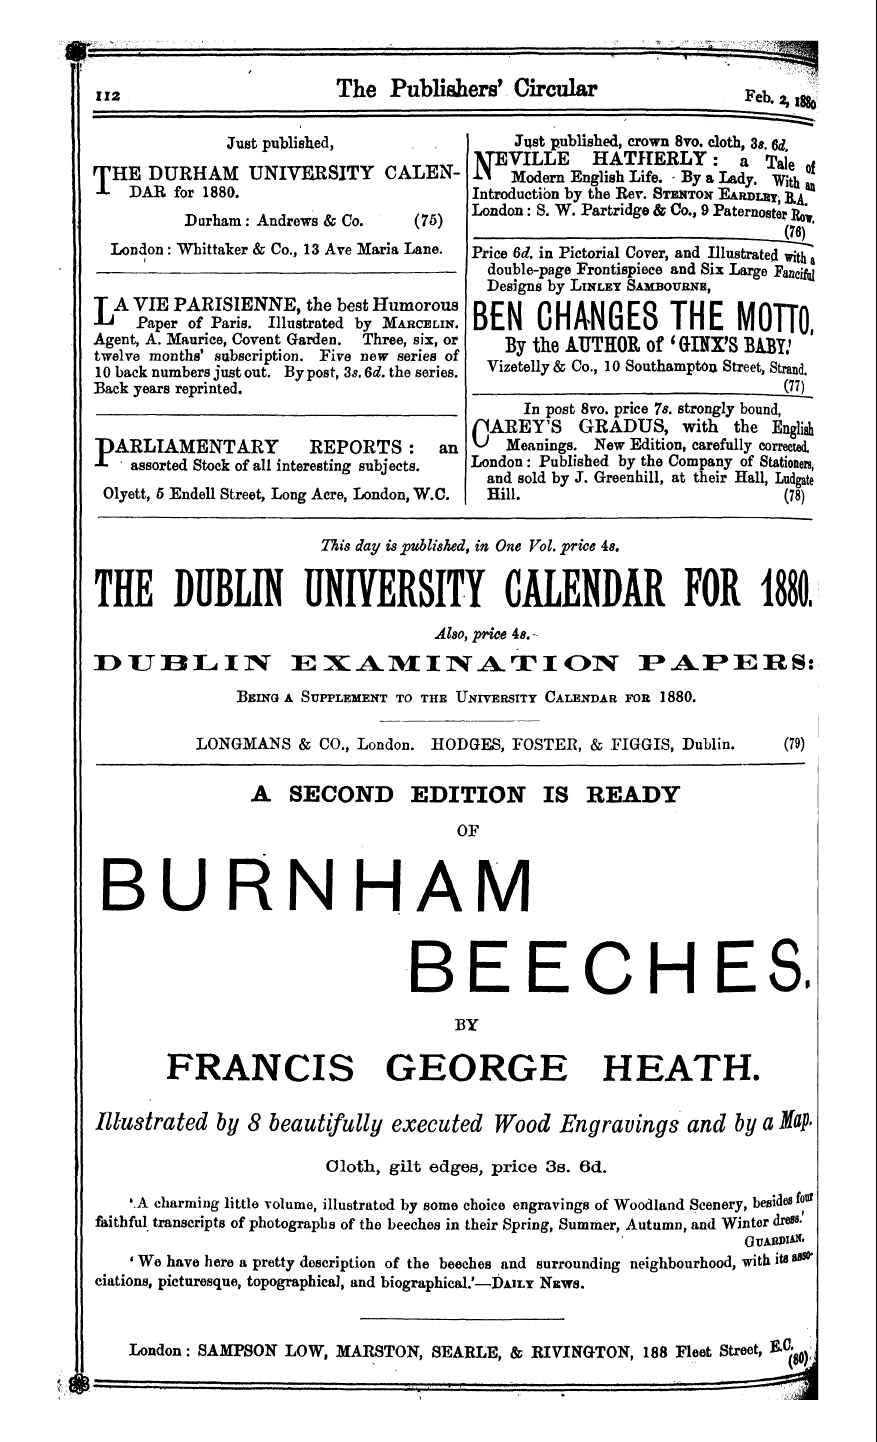 112
The Publishers' Circular
Feb. 2, 1880
Just published,
THE DURHAM UNIVERSITY CALEN-
DAR for 1880.
Durham: Andrews & Co. (75)
London: Whittaker & Co., 13 Ave Maria Lane.
LA VIE PARISIENNE, the best Humorous
Paper of Paris. Illustrated by MARCELIN.
Agent, A. Maurice, Covent Garden. Three, six, or
twelve months' subscription. Five new series of
10 back numbers just out. By post, 3s. 6d. the series.
Back years reprinted.
PARLIAMENTARY REPORTS: an
assorted Stock of all interesting subjects.
Olyett, 5 Endell Street, Long Acre, London, W.C.
Just published, crown 8vo. cloth, 3s. 6d.
NEVILLE HATHERLY: a Tale of
Modern English Life. By a Lady. With an
Introduction by the Rev. STENTON EARDLEY, B.A.
London: S. W. Partridge & Co., 9 Paternoster Row.
(76)
Price 6d. in Pictorial Cover, and Illustrated with a
double-page Frontispiece and Six Large Fanciful
Designs by LINLEY SAMBOURNE,
BEN CHANGES THE MOTTO.
By the AUTHOR of 'GINX'S BABY.'
Vizetelly & Co., 10 Southampton Street, Strand.
(77)
In post 8vo. price 7s. strongly bound,
CAREY'S GRADUS, with the English
Meanings. New Edition, carefully corrected.
London: Published by the Company of Stationers,
and sold by J. Greenhill, at their Hall, Ludgate
Hill. (78)
This day is published, in One Vol. price 4s.
THE DUBLIN UNIVERSITY CALENDAR FOR 1880.
Also, price 4s.
DUBLIN EXAMINATION PAPERS:
BEING A SUPPLEMENT TO THE UNIVERSITY CALENDAR FOR 1880.
LONGMANS & CO., London. HODGES, FOSTER, & FIGGIS, Dublin. (79)
A SECOND EDITION IS READY
OF
BURNHAM
BEECHES.
BY
FRANCIS GEORGE HEATH.
Illustrated by 8 beautifully executed Wood Engravings and by a Map.
Cloth, gilt edges, price 3s. 6d.
'A charming little volume, illustrated by some choice engravings of Woodland Scenery, besides four
faithful transcripts of photographs of the beeches in their Spring, Summer, Autumn, and Winter dress.'
GUARDIAN.
'We have here a pretty description of the beeches and surrounding neighbourhood, with its asso-
ciations, picturesque, topographical, and biographical.'—DAILY NEWS.
London: SAMPSON LOW, MARSTON, SEARLE, & RIVINGTON, 188 Fleet Street, E.C.
(80)